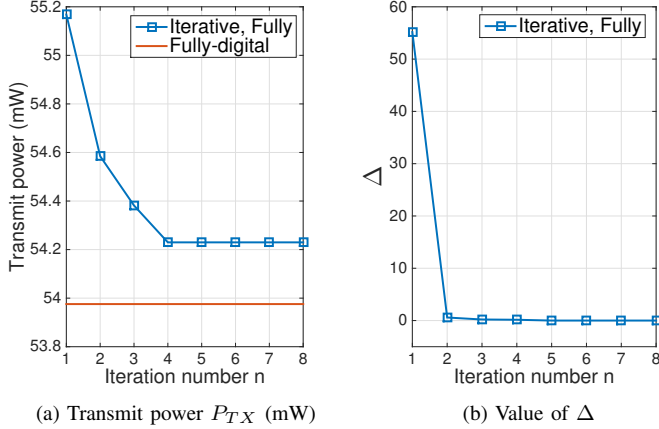 55.2
55
54.8
54.6
54.4
54.2
54
53.8
Transmit power (mW)
Iterative, Fully
Fully-digital
1 2 3 4 5 6 7 8
Iteration number n
(a) Transmit power P_{TX} (mW)
60
50
40
30
20
10
0
Δ
Iterative, Fully
1 2 3 4 5 6 7 8
Iteration number n
(b) Value of Δ